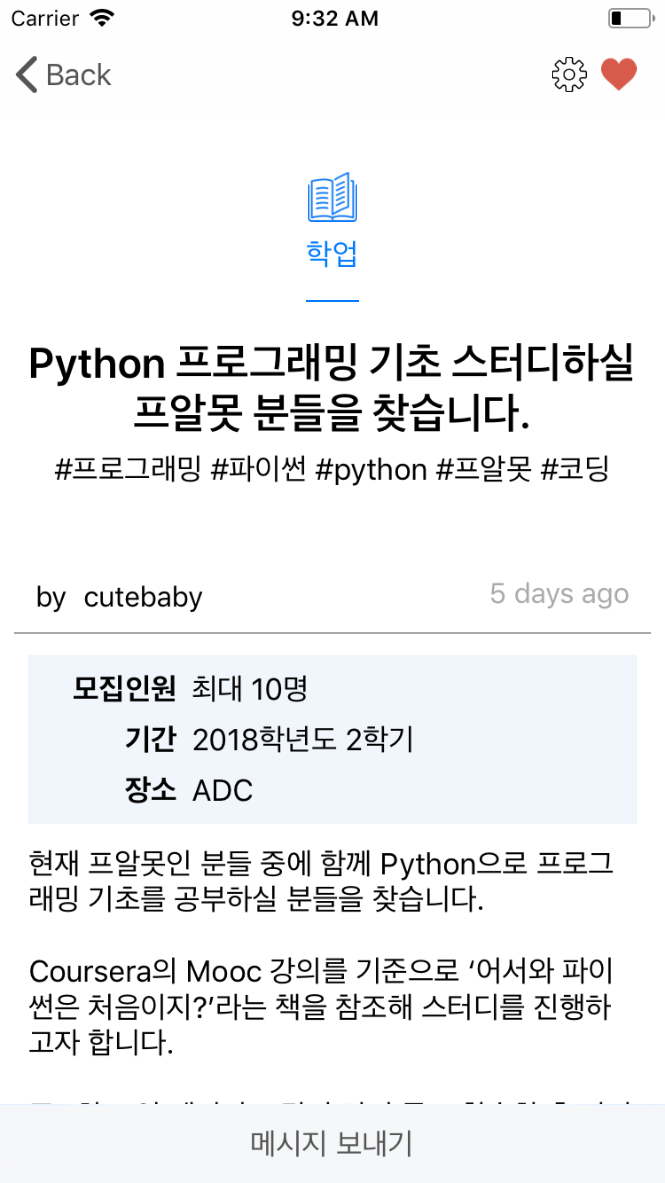 Carrier 9:32 AM
Back
학업
Python 프로그래밍 기초 스터디하실
프알못 분들을 찾습니다.
#프로그래밍 #파이썬 #python #프알못 #코딩
by cutebaby 5 days ago
모집인원 최대 10명
기간 2018학년도 2학기
장소 ADC
현재 프알못인 분들 중에 함께 Python으로 프로그
래밍 기초를 공부하실 분들을 찾습니다.
Coursera의 Mooc 강의를 기준으로 ‘어서와 파이
썬은 처음이지?’라는 책을 참조해 스터디를 진행하
고자 합니다.
메시지 보내기